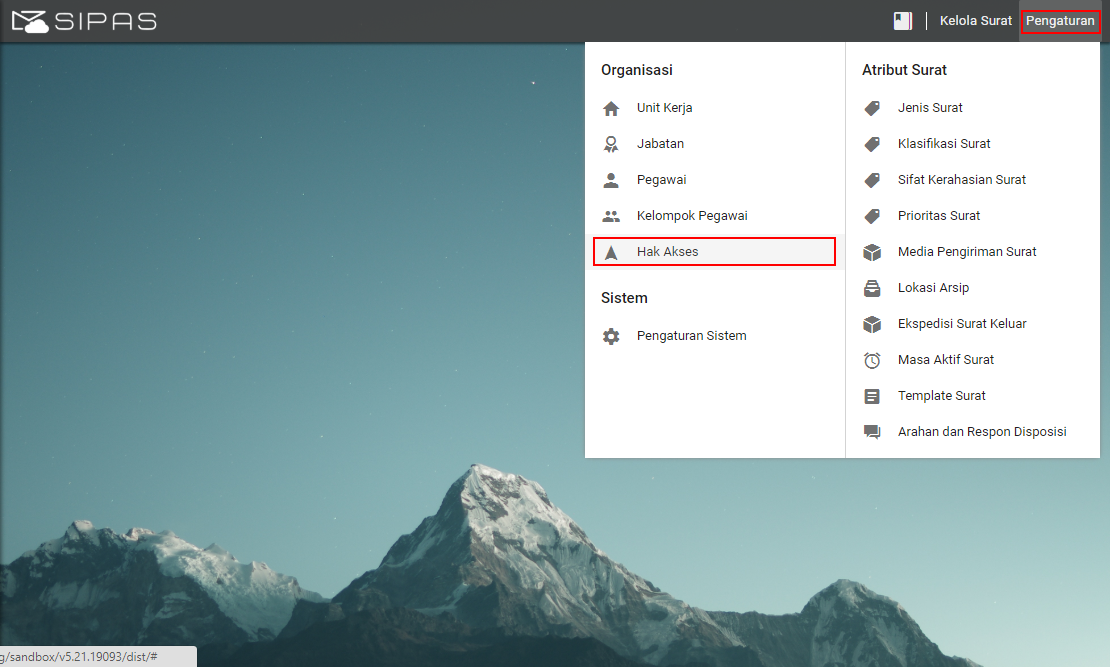 SIPAS
Kelola Surat
Pengaturan
Organisasi
Unit Kerja
Jabatan
Pegawai
Kelompok Pegawai
Hak Akses
Sistem
Pengaturan Sistem
Atribut Surat
Jenis Surat
Klasifikasi Surat
Sifat Kerahasian Surat
Prioritas Surat
Media Pengiriman Surat
Lokasi Arsip
Ekspedisi Surat Keluar
Masa Aktif Surat
Template Surat
Arahan dan Respon Disposisi
g/sandbox/v5.21.19093/dist/#